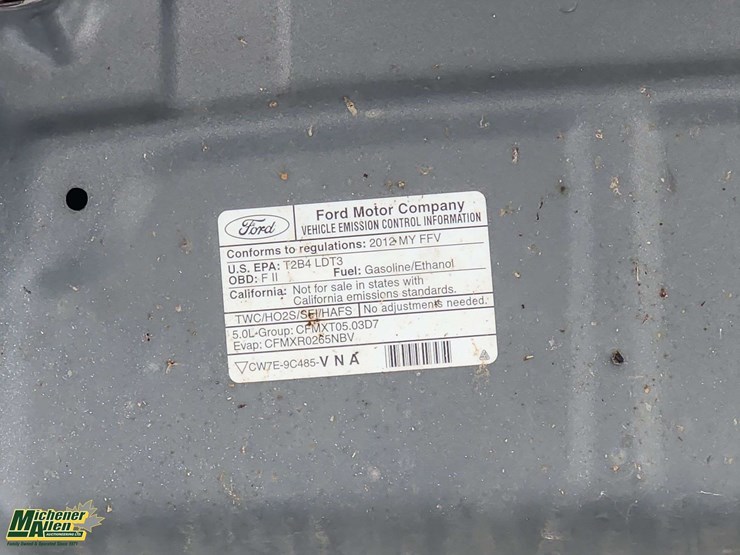 Ford
Ford Motor Company
VEHICLE EMISSION CONTROL INFORMATION
Conforms to regulations: 2012 MY FFV
U.S. EPA: T2B4 LDT3
OBD: F II Fuel: Gasoline/Ethanol
California: Not for sale in states with
California emissions standards.
TWC/HO2S/SFI/HAFS No adjustments needed.
5.0L-Group: CFMXT05.03D7
Evap: CFMXR0265NBV
CW7E-9C485-VNA
Michener
Allen
AUCTIONEERING LTD.